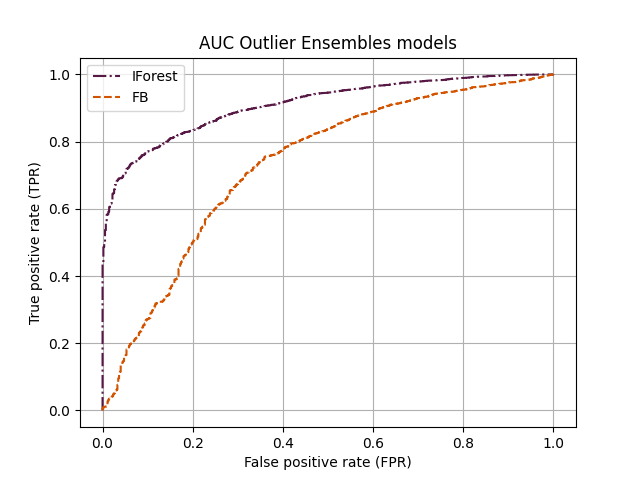 AUC Outlier Ensembles models
IForest
FB
True positive rate (TPR)
1.0
0.8
0.6
0.4
0.2
0.0
0.0 0.2 0.4 0.6 0.8 1.0
False positive rate (FPR)